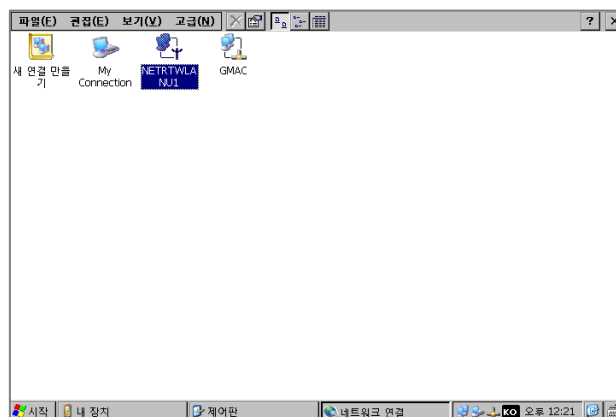 파일(F) 편집(E) 보기(V) 고급(N) ?
새 연결 만들
기
My
Connection
NETRTWLA
NU1
GMAC
시작 내 장치 제어판 네트워크 연결 KO 오후 12:21